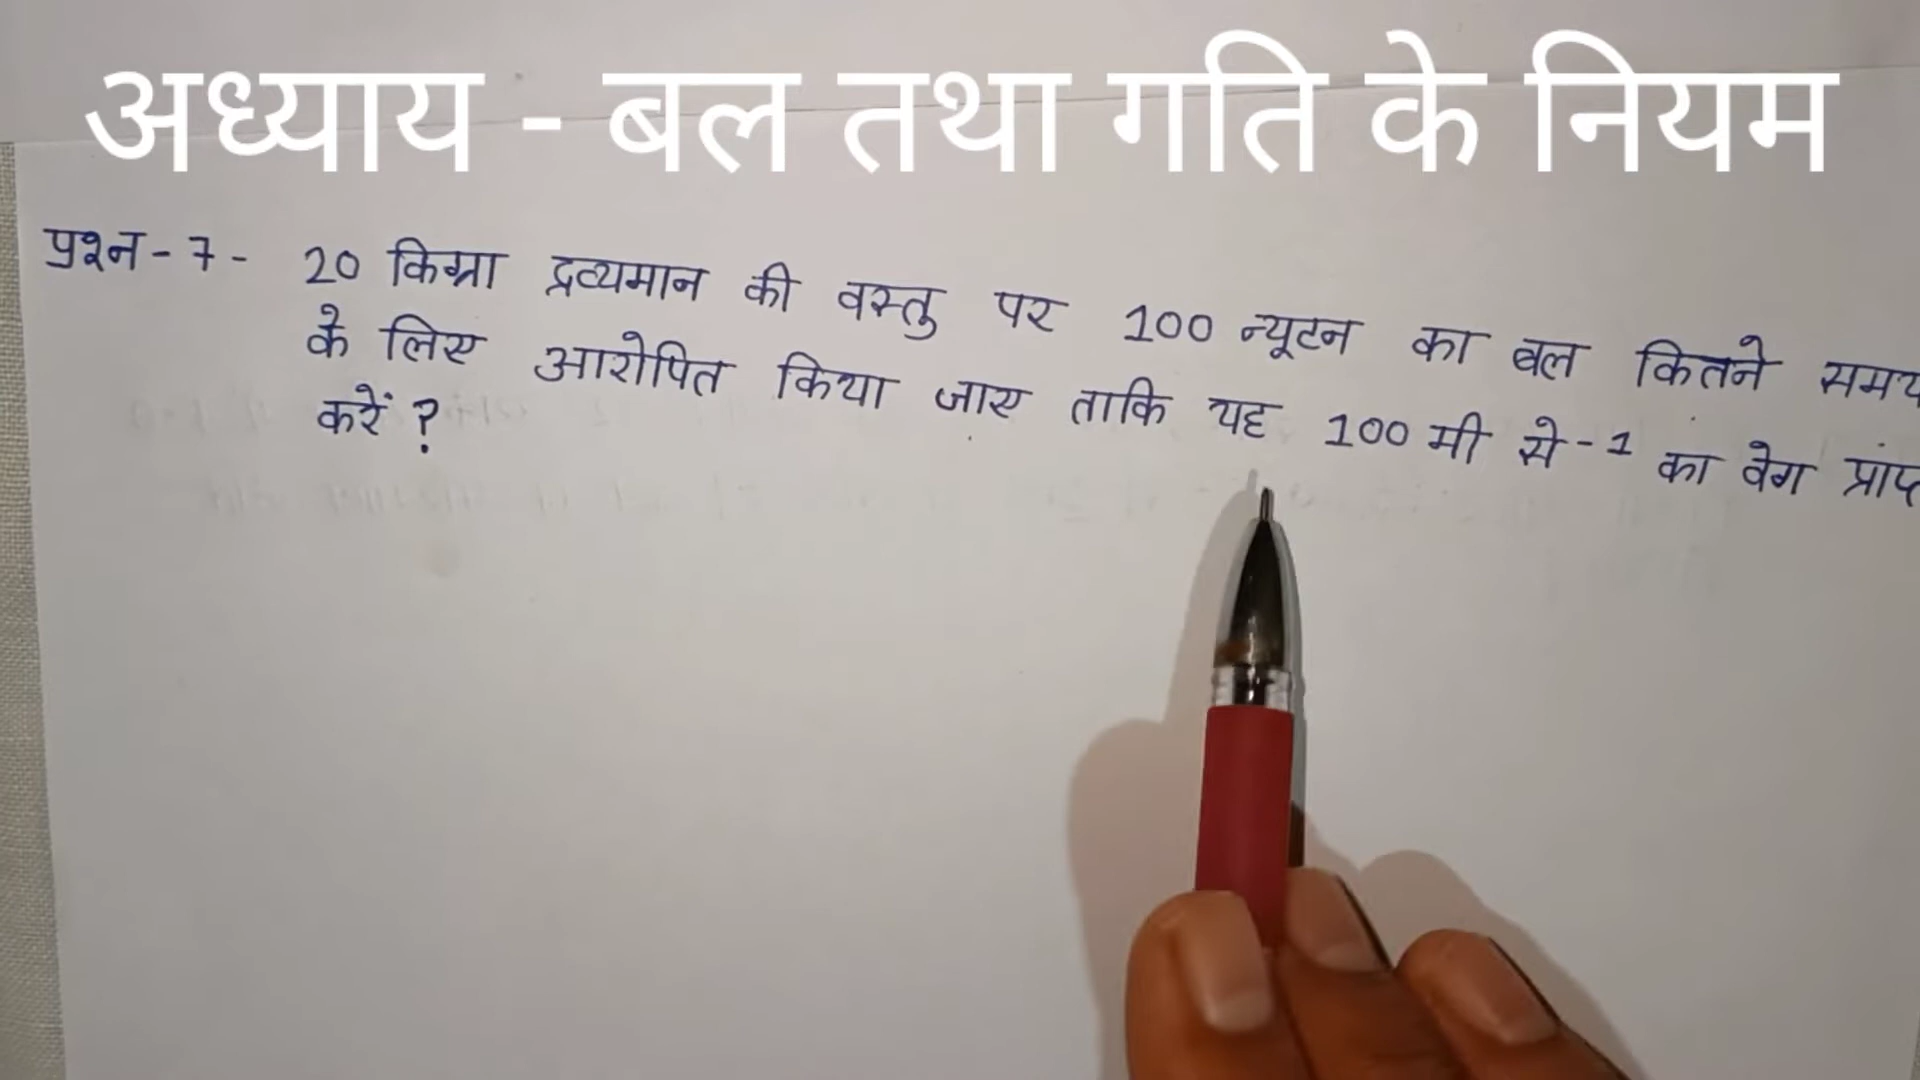 अध्याय - बल तथा गति के नियम
प्रश्न-7- 20 किग्रा द्रव्यमान की वस्तु पर 100 न्यूटन का बल कितने समय
के लिए आरोपित किया जाए ताकि यह 100 मी से⁻¹ का वेग प्राप्त
करें ?